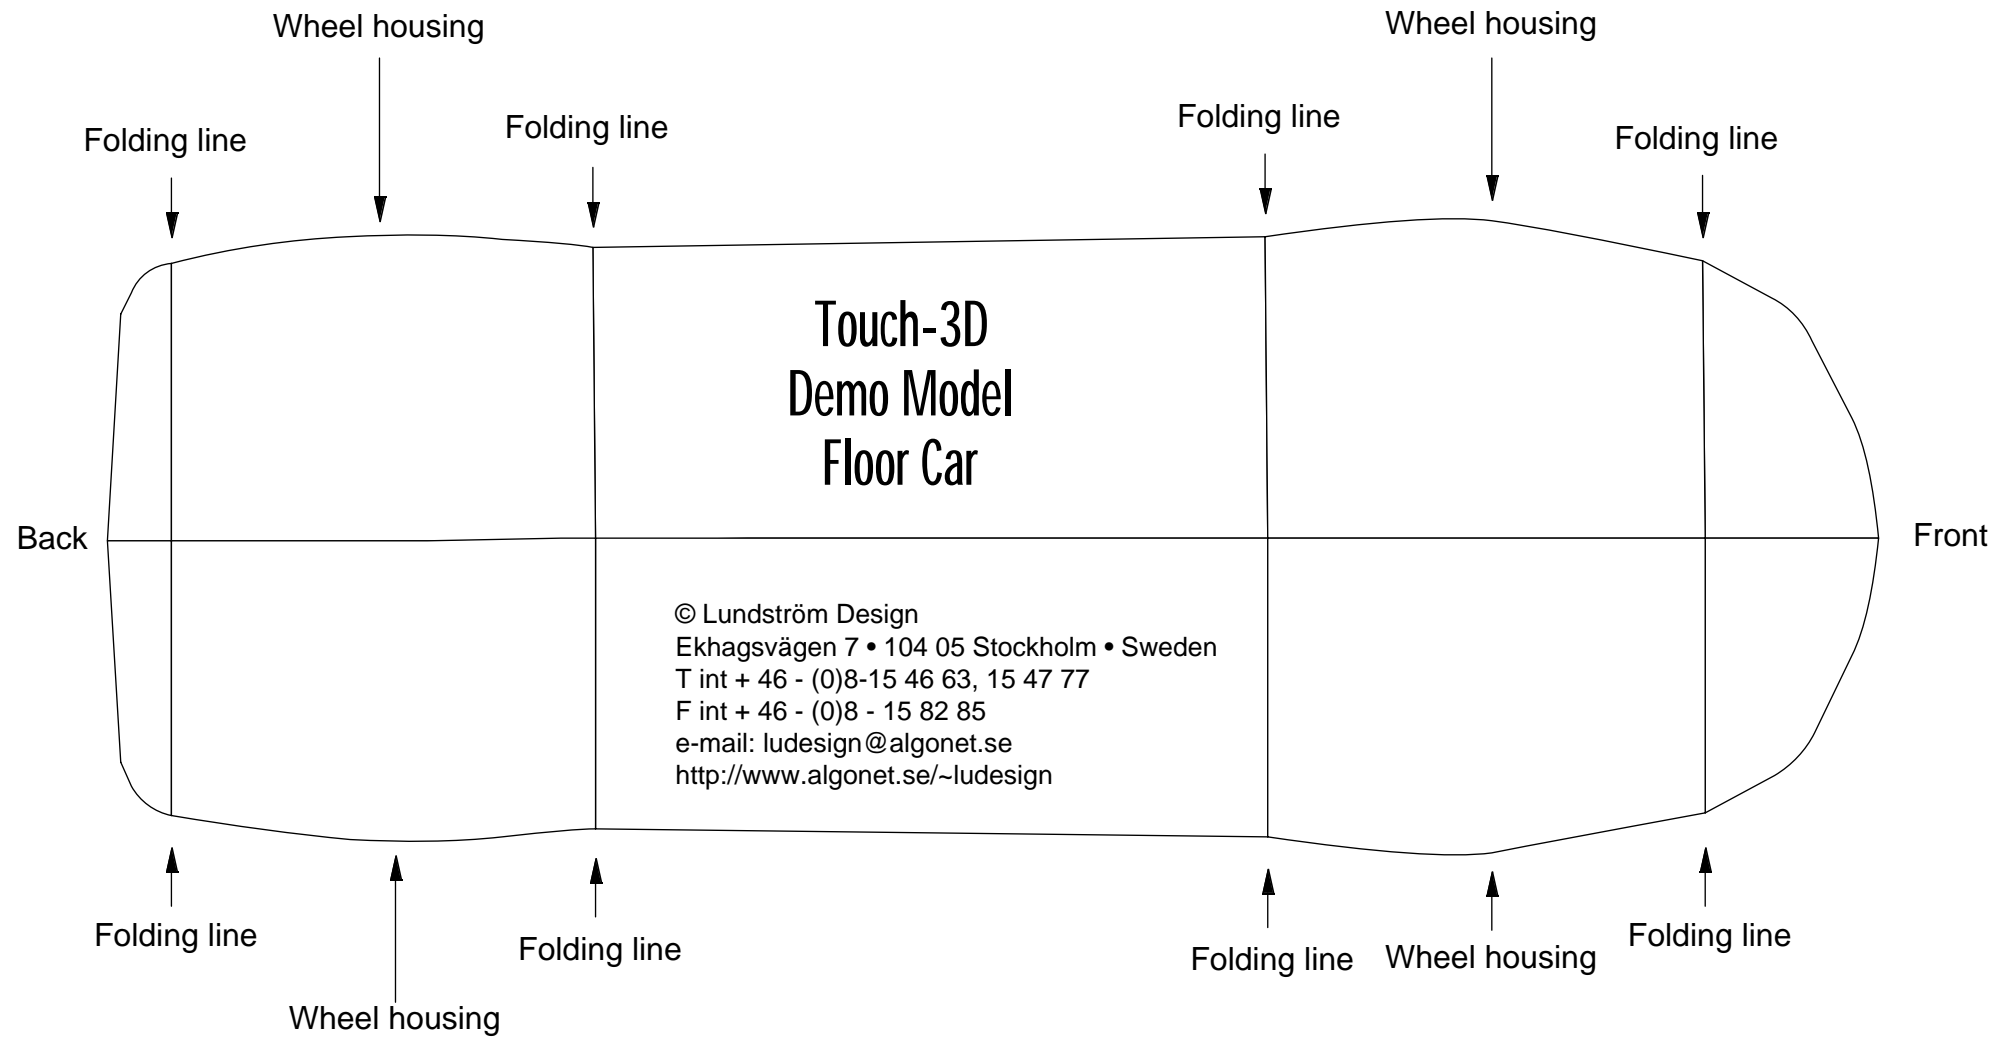 Wheel housing
Wheel housing
Folding line
Folding line
Folding line
Folding line
Touch-3D
Demo Model
Floor Car
Back
Front
© Lundström Design
Ekhagsvägen 7 • 104 05 Stockholm • Sweden
T int + 46 - (0)8-15 46 63, 15 47 77
F int + 46 - (0)8 - 15 82 85
e-mail: ludesign@algonet.se
http://www.algonet.se/~ludesign
Folding line
Folding line
Folding line
Wheel housing
Folding line
Wheel housing